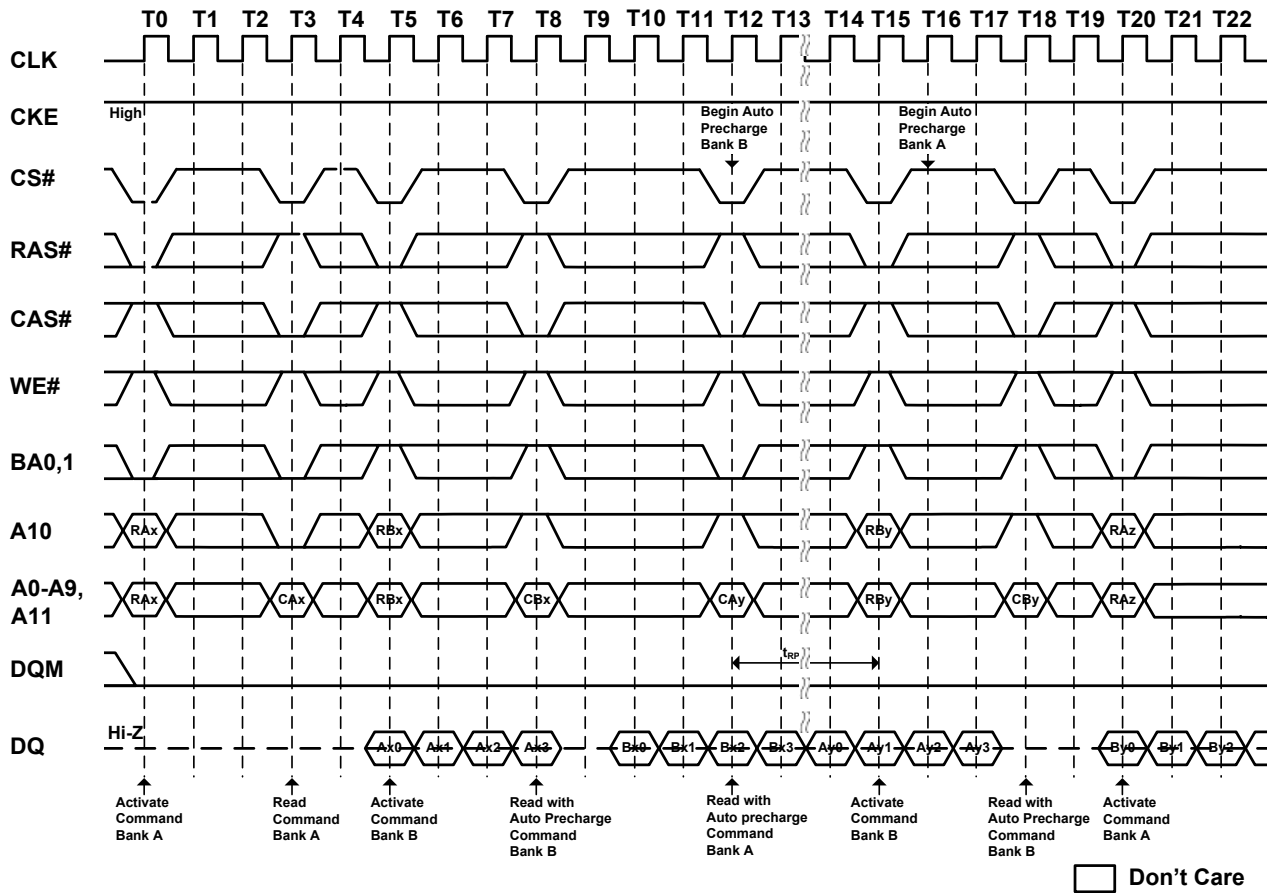 T0 T1 T2 T3 T4 T5 T6 T7 T8 T9 T10 T11 T12 T13 T14 T15 T16 T17 T18 T19 T20 T21 T22
CLK
CKE
High
Begin Auto
Precharge
Bank B
Begin Auto
Precharge
Bank A
CS#
RAS#
CAS#
WE#
BA0,1
A10
RAx RBx RBy RAz
A0-A9,
A11
RAx CAx RBx CBx CAy RBy CBy RAz
DQM
tRP
DQ
Hi-Z
Ax0 Ax1 Ax2 Ax3 Bx0 Bx1 Bx2 Bx3 Ay0 Ay1 Ay2 Ay3 By0 By1 By2
Activate
Command
Bank A
Read
Command
Bank A
Activate
Command
Bank B
Read with
Auto Precharge
Command
Bank B
Read with
Auto precharge
Command
Bank A
Activate
Command
Bank B
Read with
Auto Precharge
Command
Bank B
Activate
Command
Bank A
Don't Care